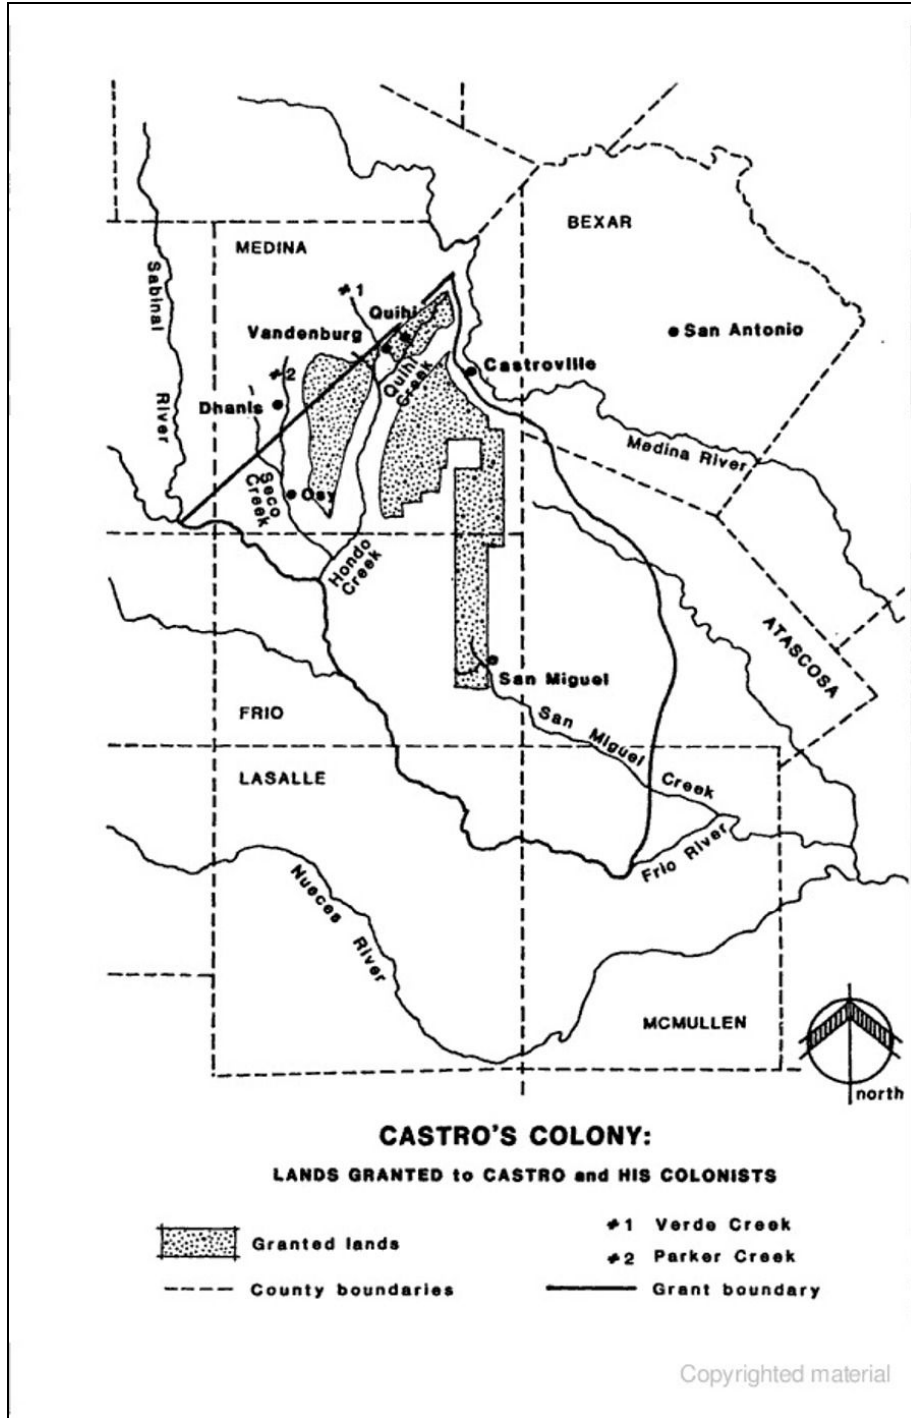 BEXAR
MEDINA
#1
Quihi
Sabinal
River
Vandenburg
San Antonio
Castroville
#2
Quihi
Creek
Dhanis
Medina River
Seco
Creek
Osy
Hondo
Creek
ATASCOSA
San Miguel
FRIO
San Miguel Creek
LASALLE
Frio River
Nueces River
MCMULLEN
north
CASTRO'S COLONY:
LANDS GRANTED to CASTRO and HIS COLONISTS
Granted lands
#1 Verde Creek
#2 Parker Creek
County boundaries
Grant boundary
Copyrighted material